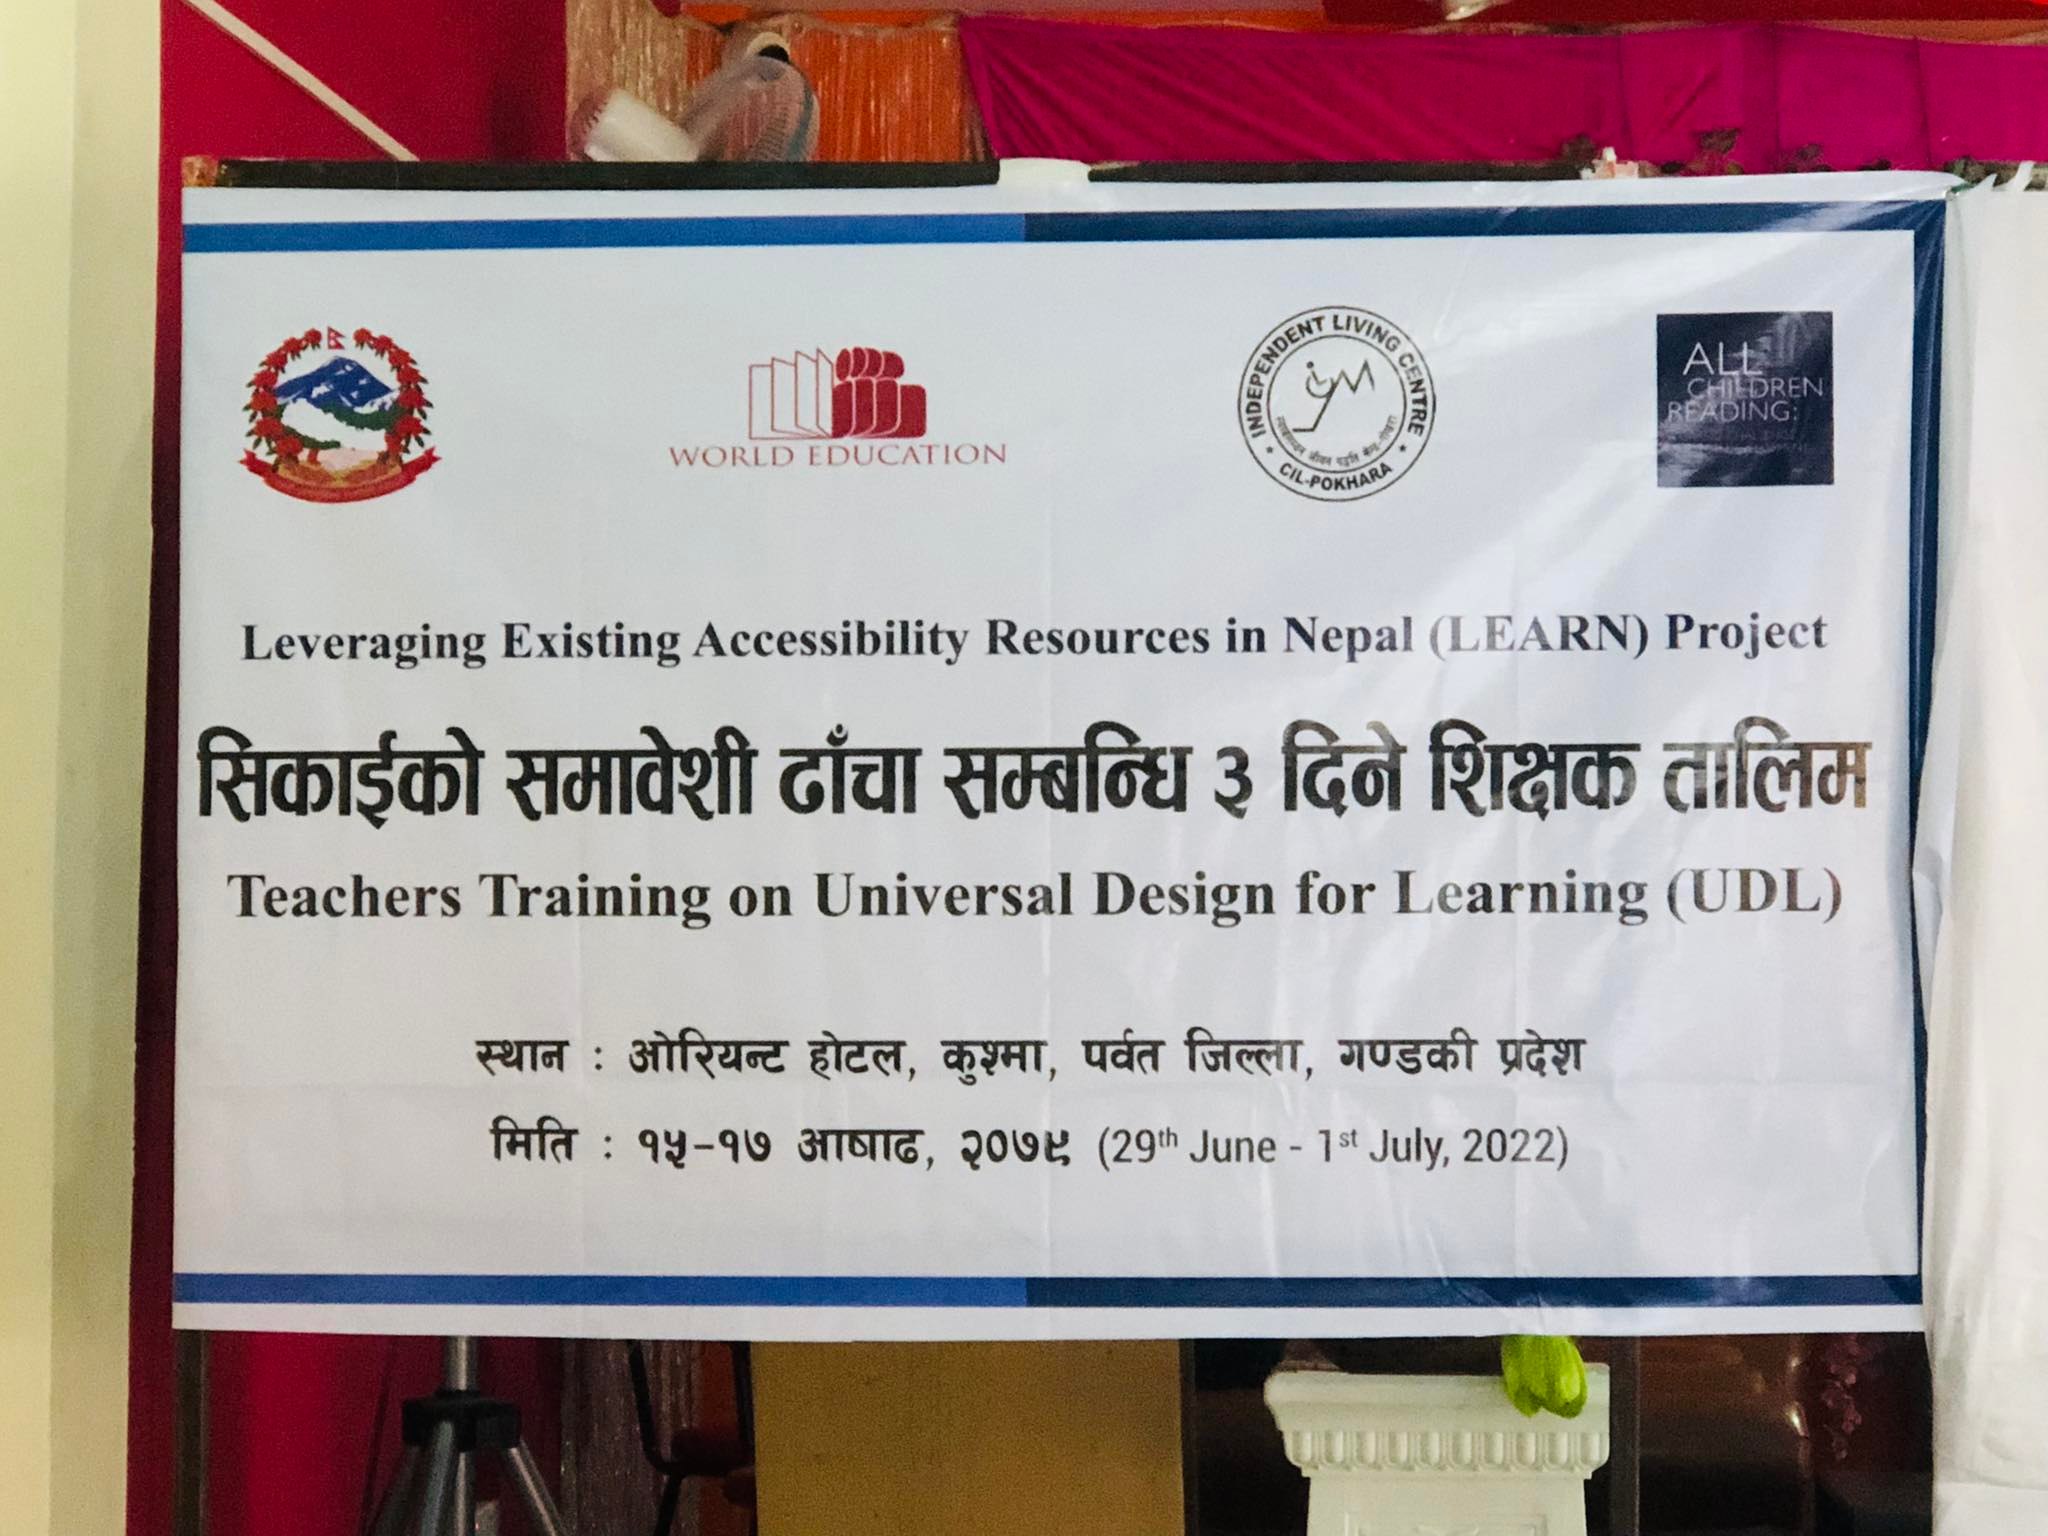 WORLD EDUCATION
INDEPENDENT LIVING CENTRE
CIL-POKHARA
ALL
CHILDREN
READING:
Leveraging Existing Accessibility Resources in Nepal (LEARN) Project
सिकाईको समावेशी ढाँचा सम्बन्धि ३ दिने शिक्षक तालिम
Teachers Training on Universal Design for Learning (UDL)
स्थान : ओरियन्ट होटल, कुश्मा, पर्वत जिल्ला, गण्डकी प्रदेश
मिति : १५-१७ आषाढ, २०७९ (29th June - 1st July, 2022)